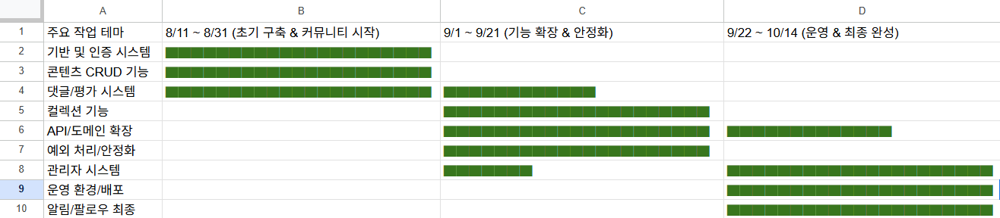 A B C D
1 주요 작업 테마 8/11 ~ 8/31 (초기 구축 & 커뮤니티 시작) 9/1 ~ 9/21 (기능 확장 & 안정화) 9/22 ~ 10/14 (운영 & 최종 완성)
2 기반 및 인증 시스템
3 콘텐츠 CRUD 기능
4 댓글/평가 시스템
5 컬렉션 기능
6 API/도메인 확장
7 예외 처리/안정화
8 관리자 시스템
9 운영 환경/배포
10 알림/팔로우 최종